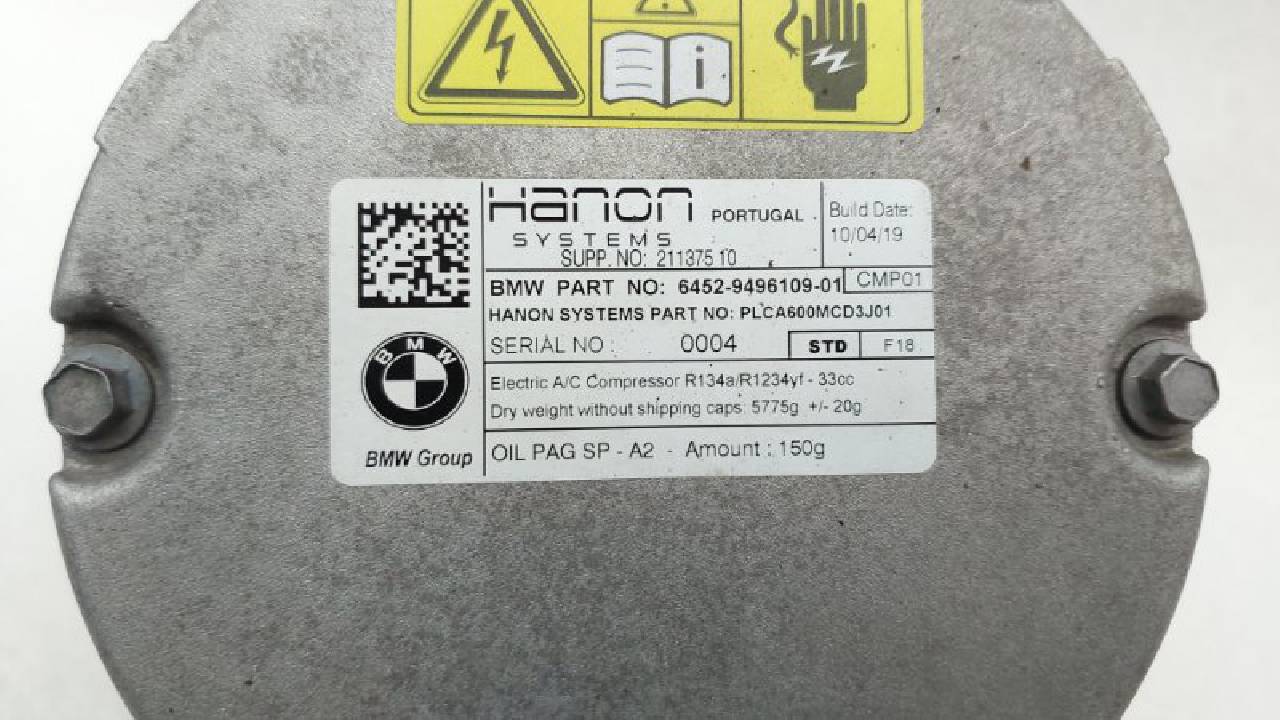 i
Hanon PORTUGAL
SYSTEMS
SUPP. NO: 211375 10
Build Date:
10/04/19
BMW PART NO: 6452-9496109-01
CMP01
HANON SYSTEMS PART NO: PLCA600MCD3J01
SERIAL NO : 0004 STD F18
BMW
Electric A/C Compressor R134a/R1234yf - 33cc
Dry weight without shipping caps: 5775g +/- 20g
BMW Group
OIL PAG SP - A2 - Amount : 150g